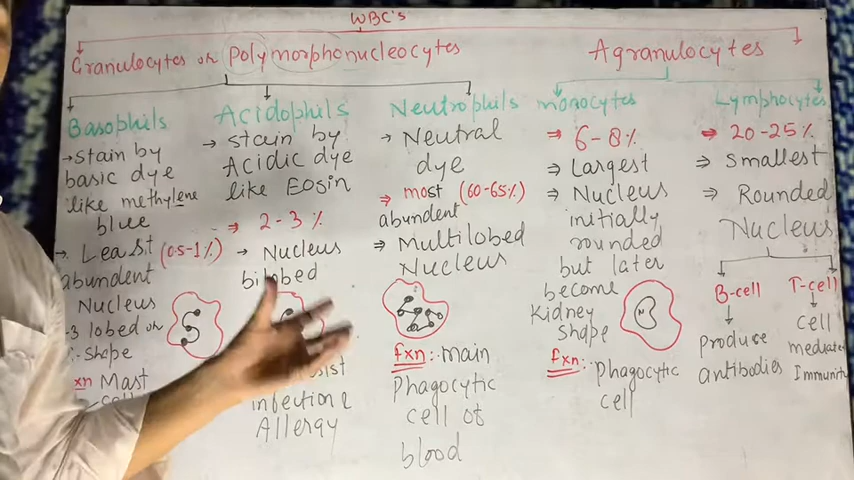 WBC's
Granulocytes or Polymorphonucleocytes
Agranulocytes
Basophils
→ stain by
basic dye
like methylene
blue
→ Least (0.5-1%)
abundent
Nucleus
3 lobed or
-shape
Mast
Acidophils
→ stain by
Acidic dye
like Eosin
⇒ 2-3 %
→ Nucleus
bilobed
infection &
Allergy
Neutrophils
→ Neutral
dye
⇒ most (60-65%)
abundent
⇒ Multilobed
Nucleus
fxn: main
Phagocytic
cell of
blood
monocytes
⇒ 6-8%
⇒ Largest
⇒ Nucleus
initially
rounded
but later
become
Kidney
shape
N
fxn: Phagocytic
cell
Lymphocytes
⇒ 20-25%
⇒ smallest
⇒ Rounded
Nucleus
B-cell
produce
antibodies
T-cell
cell
mediated
Immunity